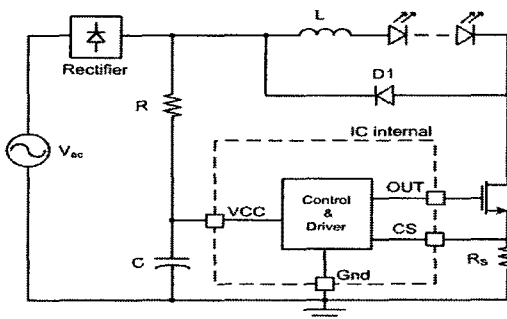 L
Rectifier
D1
R
IC internal
Vac
OUT
VCC
Control
&
Driver
CS
C
Gnd
Rs